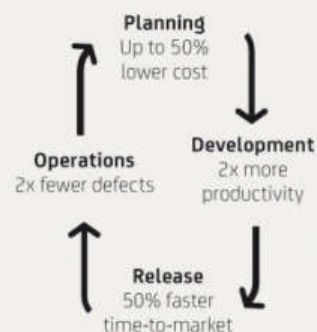 Planning
Up to 50%
lower cost
Development
2x more
productivity
Release
50% faster
time-to-market
Operations
2x fewer defects